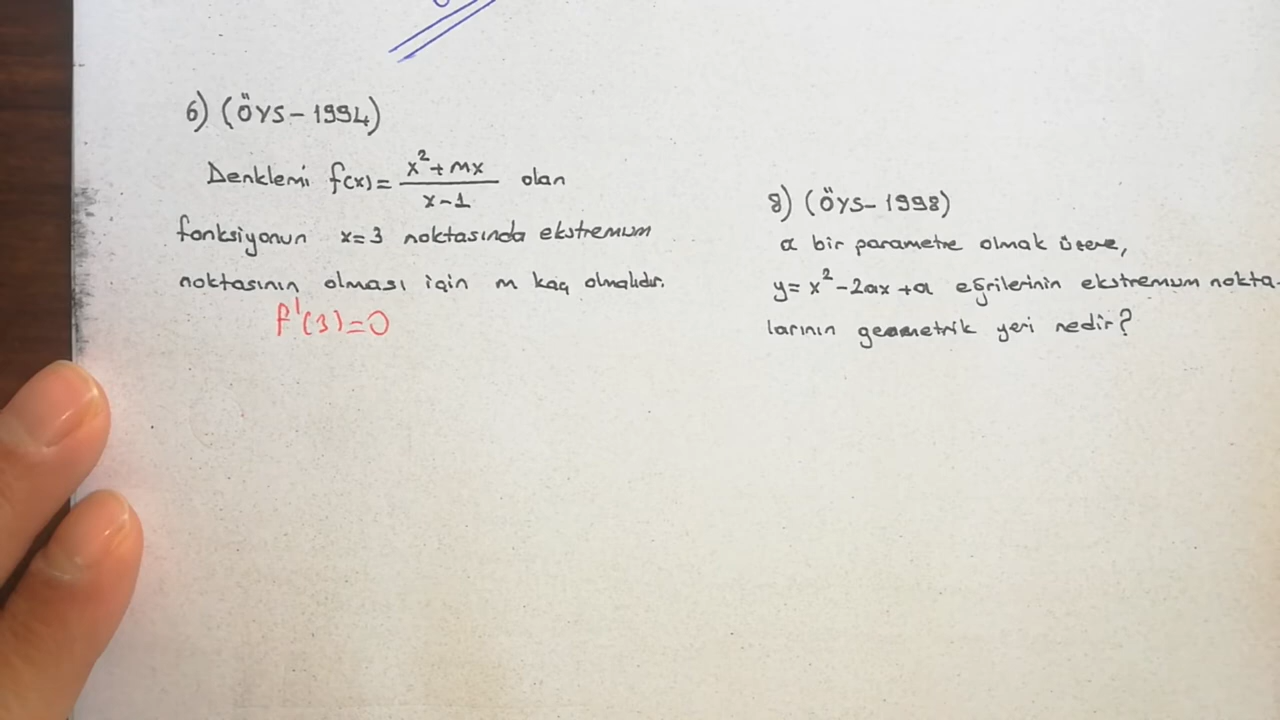 6) (ÖYS-1994)
Denklemi f(x)= x²+mx / x-1 olan
fonksiyonun x=3 noktasında ekstremum
noktasının olması için m kaç olmalıdır.
f'(3)=0
8) (ÖYS-1998)
a bir parametre olmak üzere,
y=x²-2ax+a eğrilerinin ekstremum nokta-
larının geometrik yeri nedir?